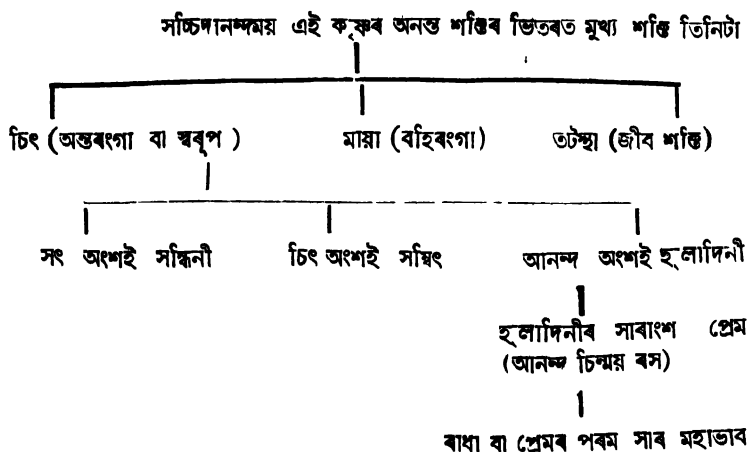 সচ্চিদানন্দময় এই কৃষ্ণৰ অনন্ত শক্তিৰ ভিতৰত মুখ্য শক্তি তিনিটা
চিৎ (অন্তৰংগা বা স্বৰূপ) মায়া (বহিৰংগা) তটস্থা (জীৱ শক্তি)
সৎ অংশই সন্ধিনী চিৎ অংশই সম্বিৎ আনন্দ অংশই হ্লাদিনী
হ্লাদিনীৰ সাৰাংশ প্ৰেম
(আনন্দ চিন্ময় ৰস)
ৰাধা বা প্ৰেমৰ পৰম সাৰ মহাভাব